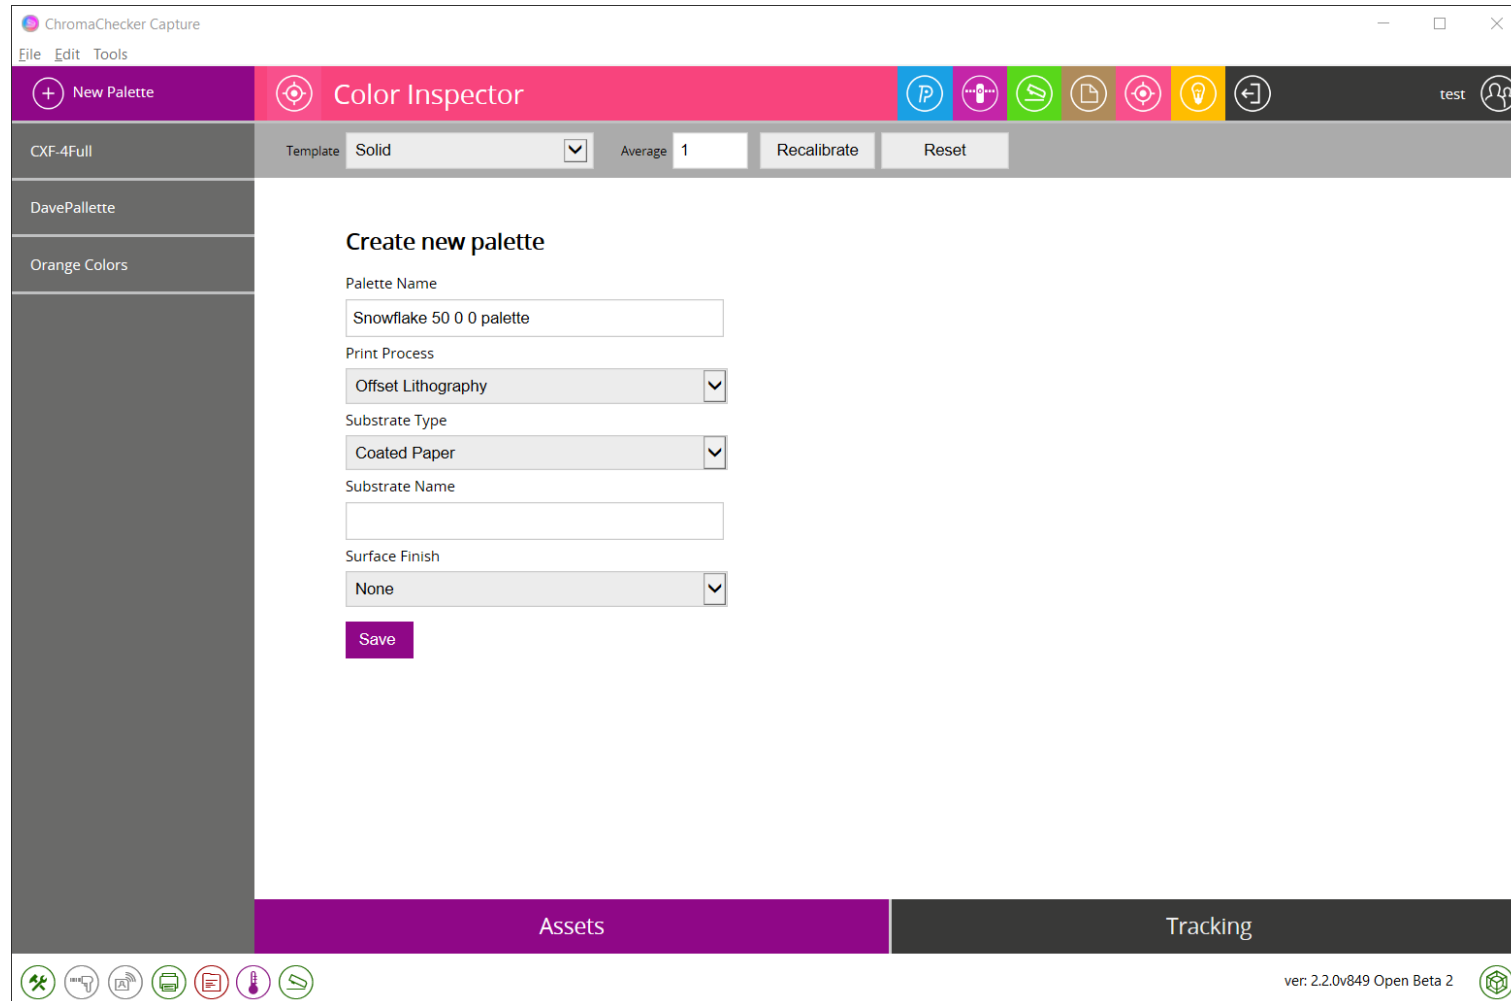 ChromaChecker Capture
File Edit Tools
New Palette
Color Inspector
test
CXF-4Full
Template Solid Average 1 Recalibrate Reset
DavePallette
Orange Colors
Create new palette
Palette Name
Snowflake 50 0 0 palette
Print Process
Offset Lithography
Substrate Type
Coated Paper
Substrate Name
Surface Finish
None
Save
Assets Tracking
ver: 2.2.0v849 Open Beta 2